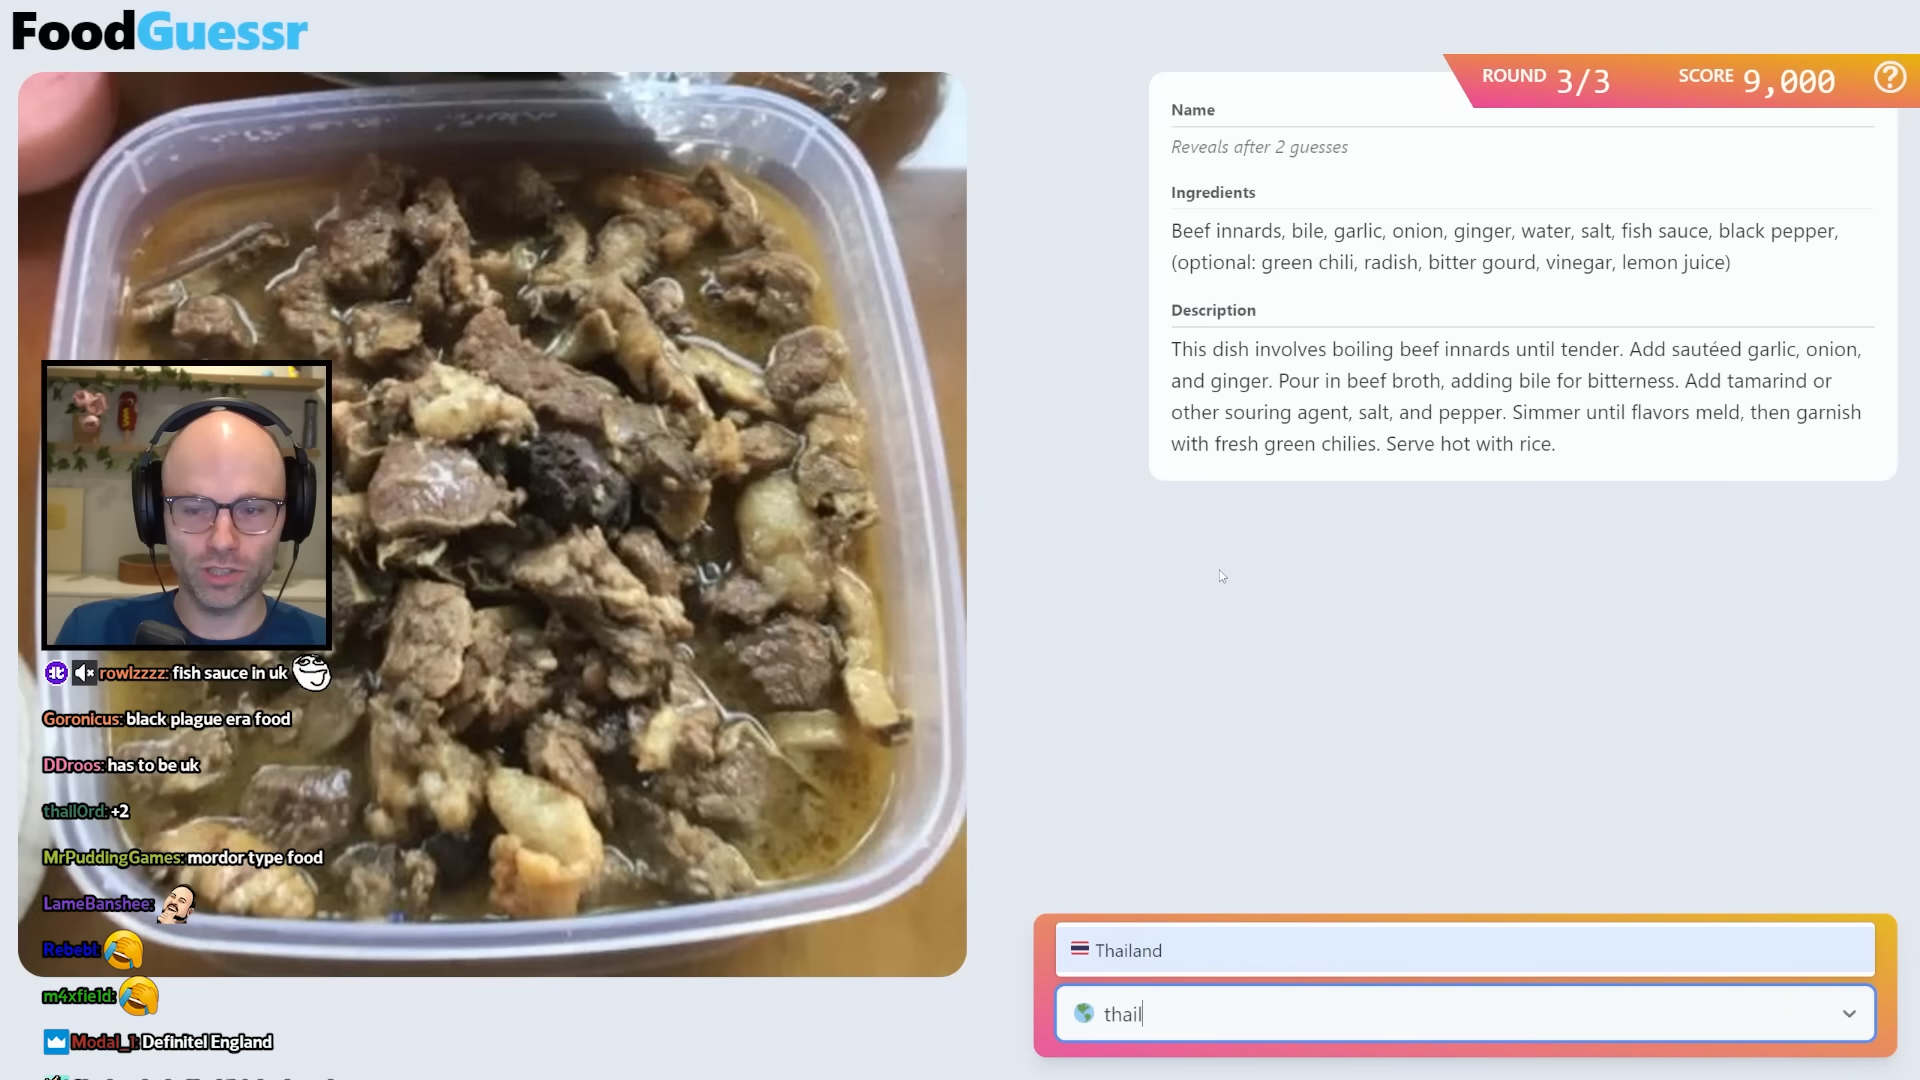 FoodGuessr
ROUND 3/3 SCORE 9,000 ?
Name
Reveals after 2 guesses
Ingredients
Beef innards, bile, garlic, onion, ginger, water, salt, fish sauce, black pepper,
(optional: green chili, radish, bitter gourd, vinegar, lemon juice)
Description
This dish involves boiling beef innards until tender. Add sautéed garlic, onion,
and ginger. Pour in beef broth, adding bile for bitterness. Add tamarind or
other souring agent, salt, and pepper. Simmer until flavors meld, then garnish
with fresh green chilies. Serve hot with rice.
rowlzzzz: fish sauce in uk
Goronicus: black plague era food
DDroos: has to be uk
thall0rd: +2
MrPuddingGames: mordor type food
LameBanshee:
Rebebl:
m4xfie1d:
Modal_1: Definitel England
Thailand
thail